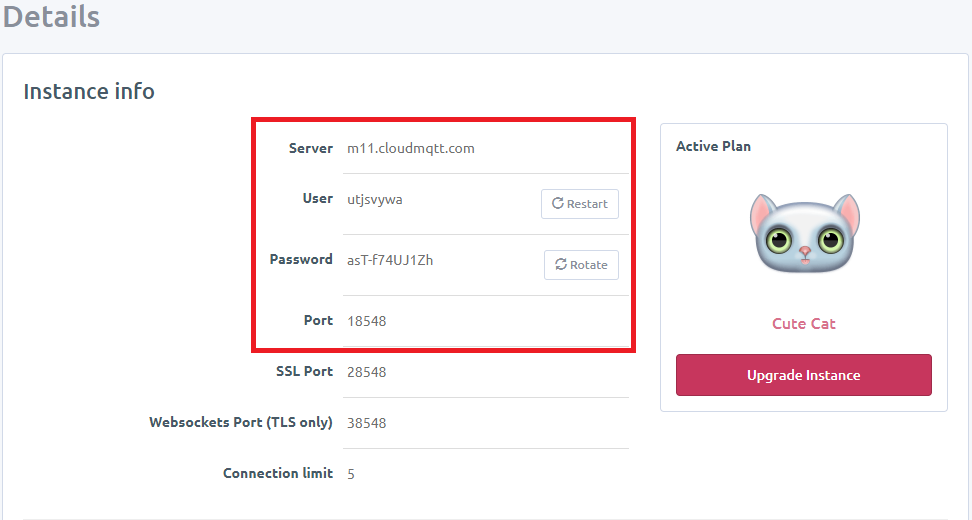 Details
Instance info
Server m11.cloudmqtt.com
User utjsvywa Restart
Password asT-f74UJ1Zh Rotate
Port 18548
SSL Port 28548
Websockets Port (TLS only) 38548
Connection limit 5
Active Plan
Cute Cat
Upgrade Instance